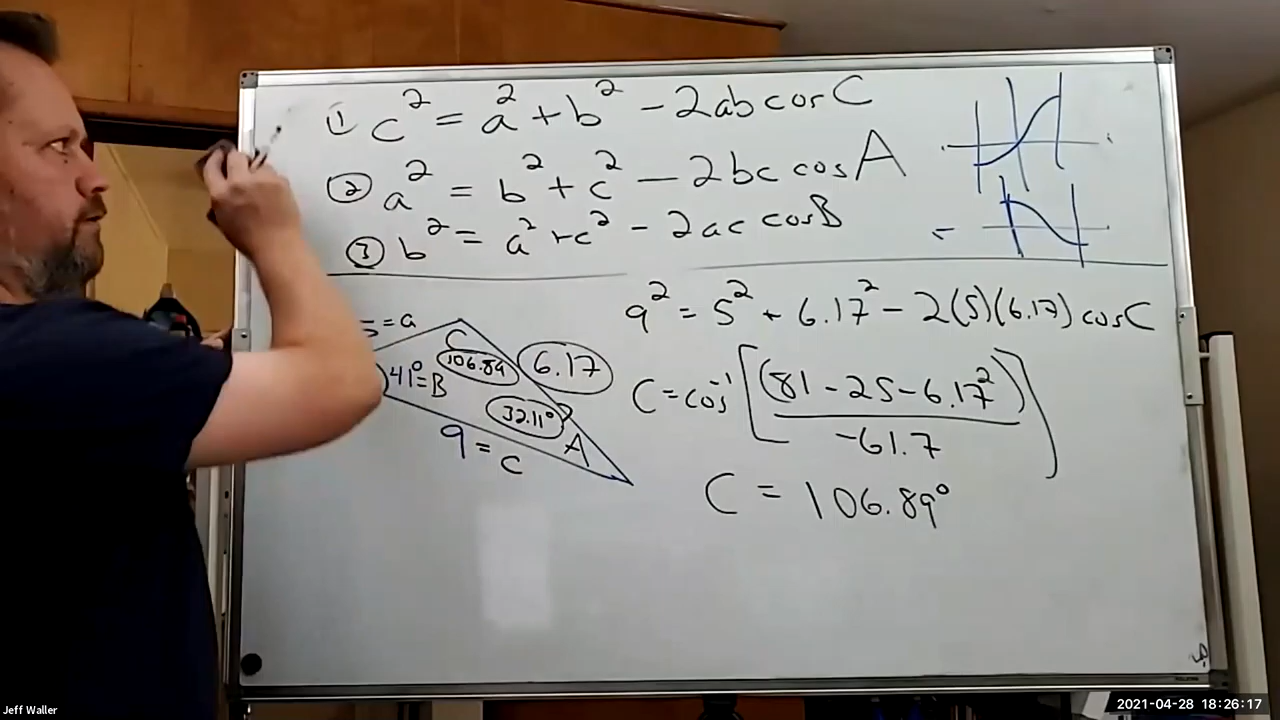 ① c² = a² + b² - 2ab cos C
② a² = b² + c² - 2bc cos A
③ b² = a² + c² - 2ac cos B
9² = 5² + 6.17² - 2(5)(6.17) cos C
5 = a
C
106.89
6.17
41° = B
32.11°
A
9 = c
C = cos⁻¹ [(81 - 25 - 6.17²) / -61.7]
C = 106.89°
Jeff Waller
2021-04-28 18:26:17